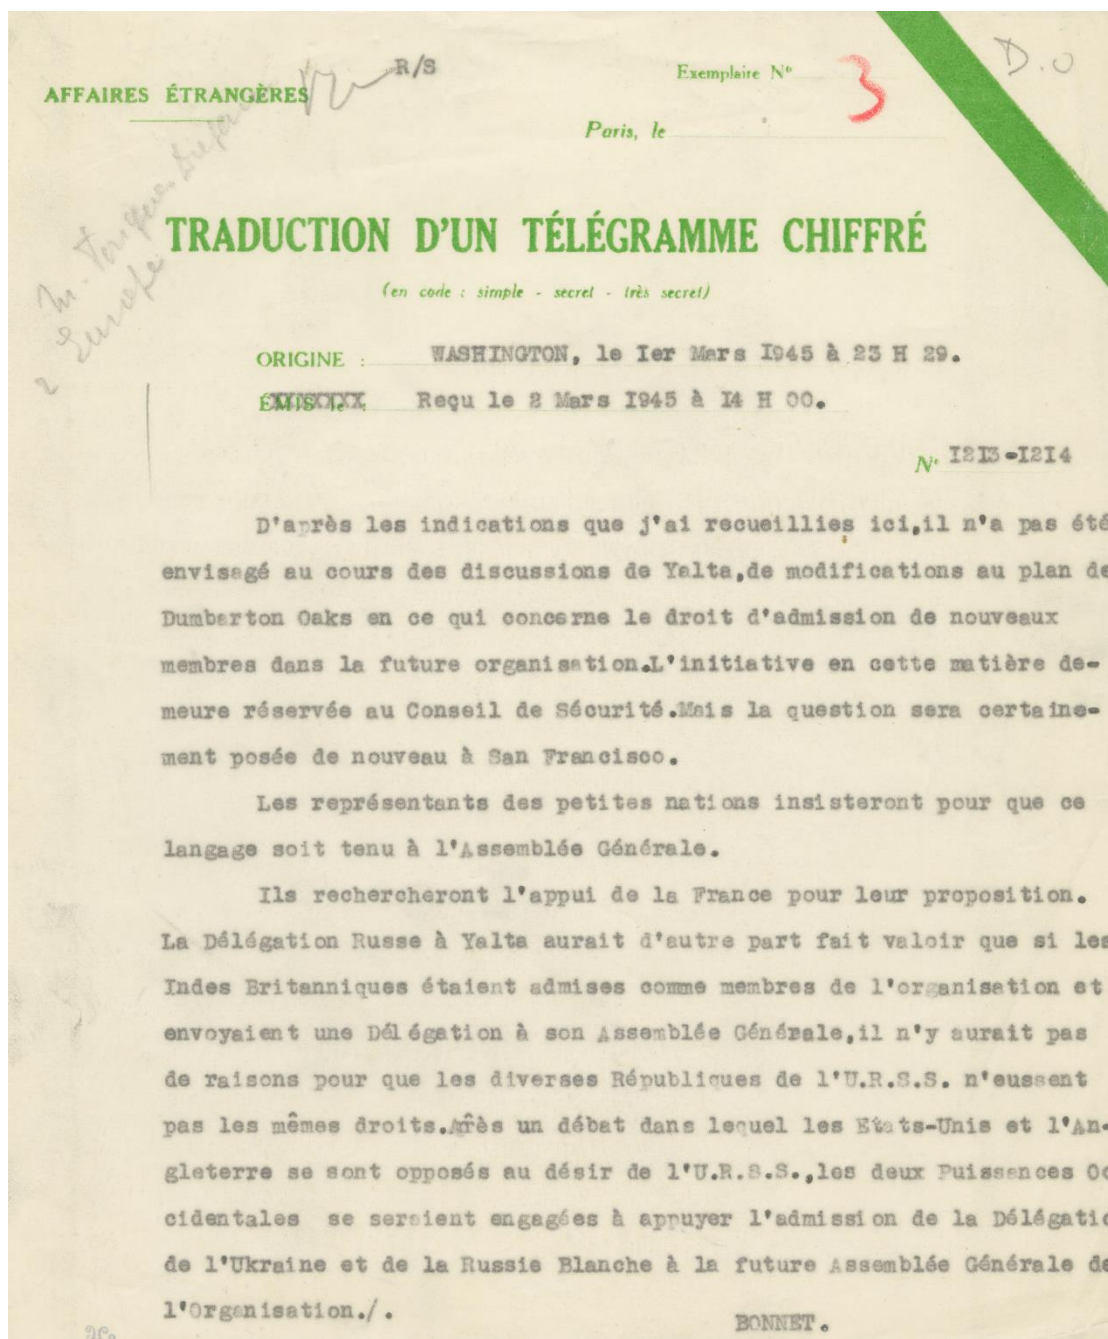 R/S
Exemplaire N° 3
D.O
AFFAIRES ÉTRANGÈRES
Paris, le
TRADUCTION D'UN TÉLÉGRAMME CHIFFRÉ
(en code : simple - secret - très secret)
M.
Europe
2
ORIGINE : WASHINGTON, le Ier Mars I945 à 23 H 29.
ÉMIS le : Reçu le 2 Mars I945 à I4 H 00.
N° I2I3-I2I4
D'après les indications que j'ai recueillies ici,il n'a pas été
envisagé au cours des discussions de Yalta,de modifications au plan de
Dumbarton Oaks en ce qui concerne le droit d'admission de nouveaux
membres dans la future organisation.L'initiative en cette matière de-
meure réservée au Conseil de Sécurité.Mais la question sera certaine-
ment posée de nouveau à San Francisco.
Les représentants des petites nations insisteront pour que ce
langage soit tenu à l'Assemblée Générale.
Ils rechercheront l'appui de la France pour leur proposition.
La Délégation Russe à Yalta aurait d'autre part fait valoir que si les
Indes Britanniques étaient admises comme membres de l'organisation et
envoyaient une Délégation à son Assemblée Générale,il n'y aurait pas
de raisons pour que les diverses Républiques de l'U.R.S.S. n'eussent
pas les mêmes droits. un débat dans lequel les Etats-Unis et l'An-
gleterre se sont opposés au désir de l'U.R.S.S.,les deux Puissances Oc
cidentales se seraient engagées à appuyer l'admission de la Délégatio
de l'Ukraine et de la Russie Blanche à la future Assemblée Générale de
l'Organisation./.
BONNET.